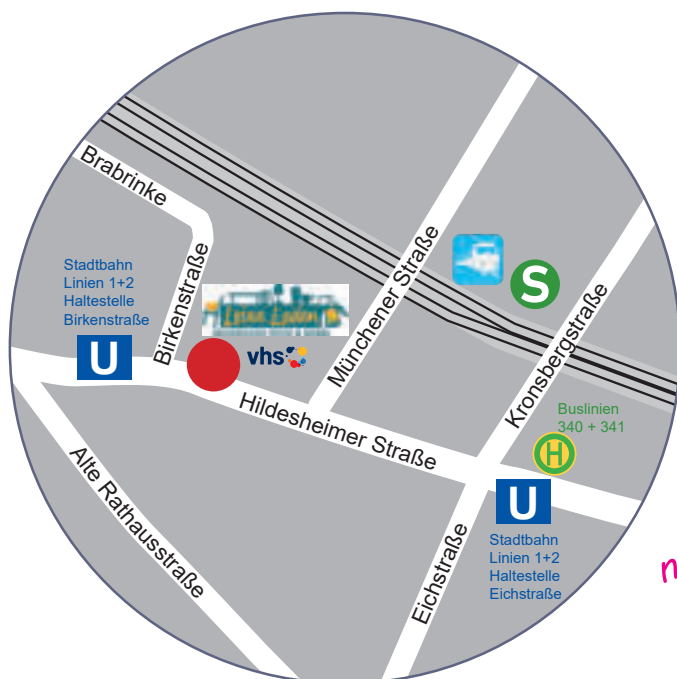 Brabrinke
Birkenstraße
Münchener Straße
Kronsbergstraße
Stadtbahn
Linien 1+2
Haltestelle
Birkenstraße
U
vhs
S
Hildesheimer Straße
Buslinien
340 + 341
H
U
Stadtbahn
Linien 1+2
Haltestelle
Eichstraße
Alte Rathausstraße
Eichstraße